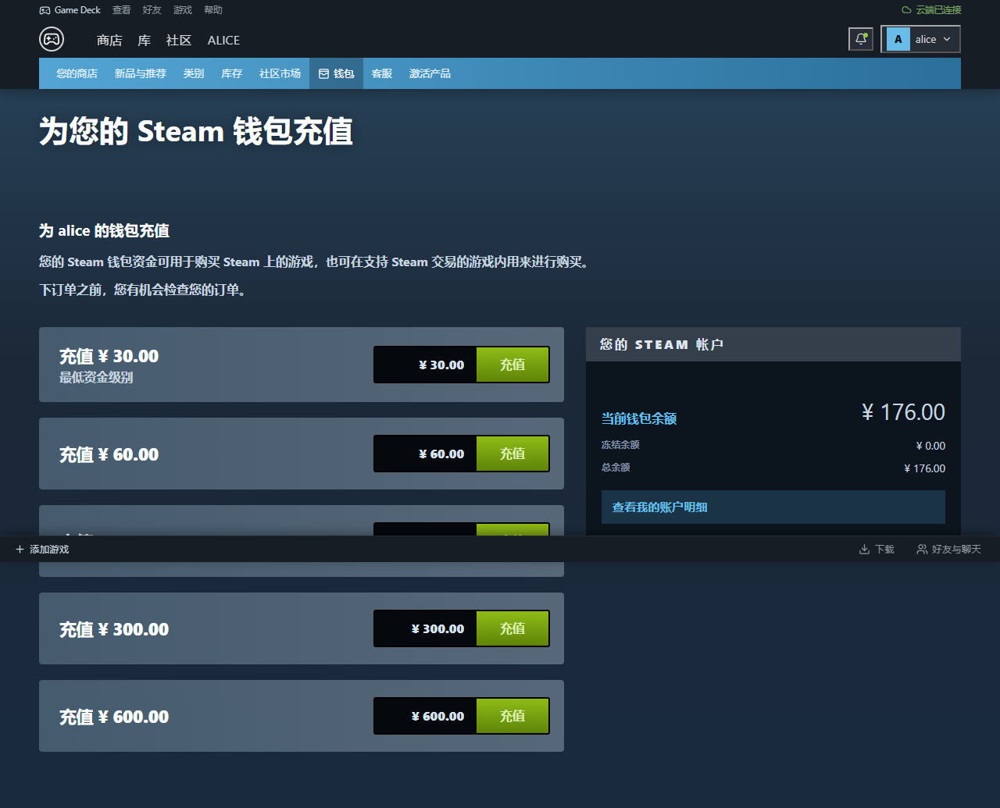 Game Deck 查看 好友 游戏 帮助 云端已连接
商店 库 社区 ALICE A alice
您的商店 新品与推荐 类别 库存 社区市场 钱包 客服 激活产品
为您的 Steam 钱包充值
为 alice 的钱包充值
您的 Steam 钱包资金可用于购买 Steam 上的游戏，也可在支持 Steam 交易的游戏内用来进行购买。
下订单之前，您有机会检查您的订单。
充值 ¥ 30.00
最低资金级别
¥ 30.00 充值
充值 ¥ 60.00
¥ 60.00 充值
您的 STEAM 帐户
当前钱包余额 ¥ 176.00
冻结余额 ¥ 0.00
总余额 ¥ 176.00
查看我的账户明细
添加游戏 下载 好友与聊天
充值 ¥ 300.00
¥ 300.00 充值
充值 ¥ 600.00
¥ 600.00 充值